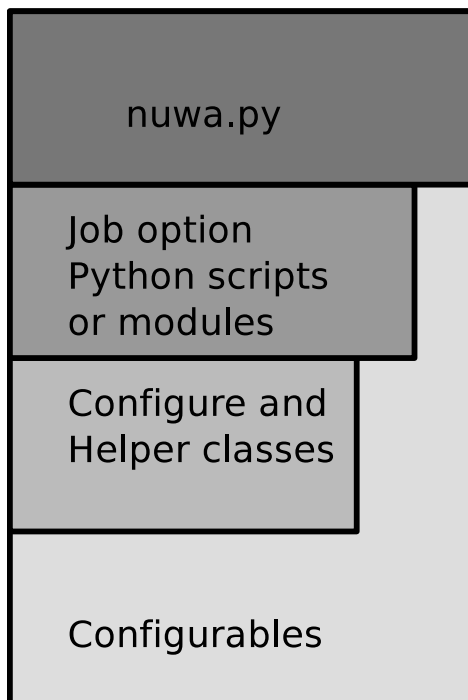 nuwa.py
Job option
Python scripts
or modules
Configure and
Helper classes
Configurables